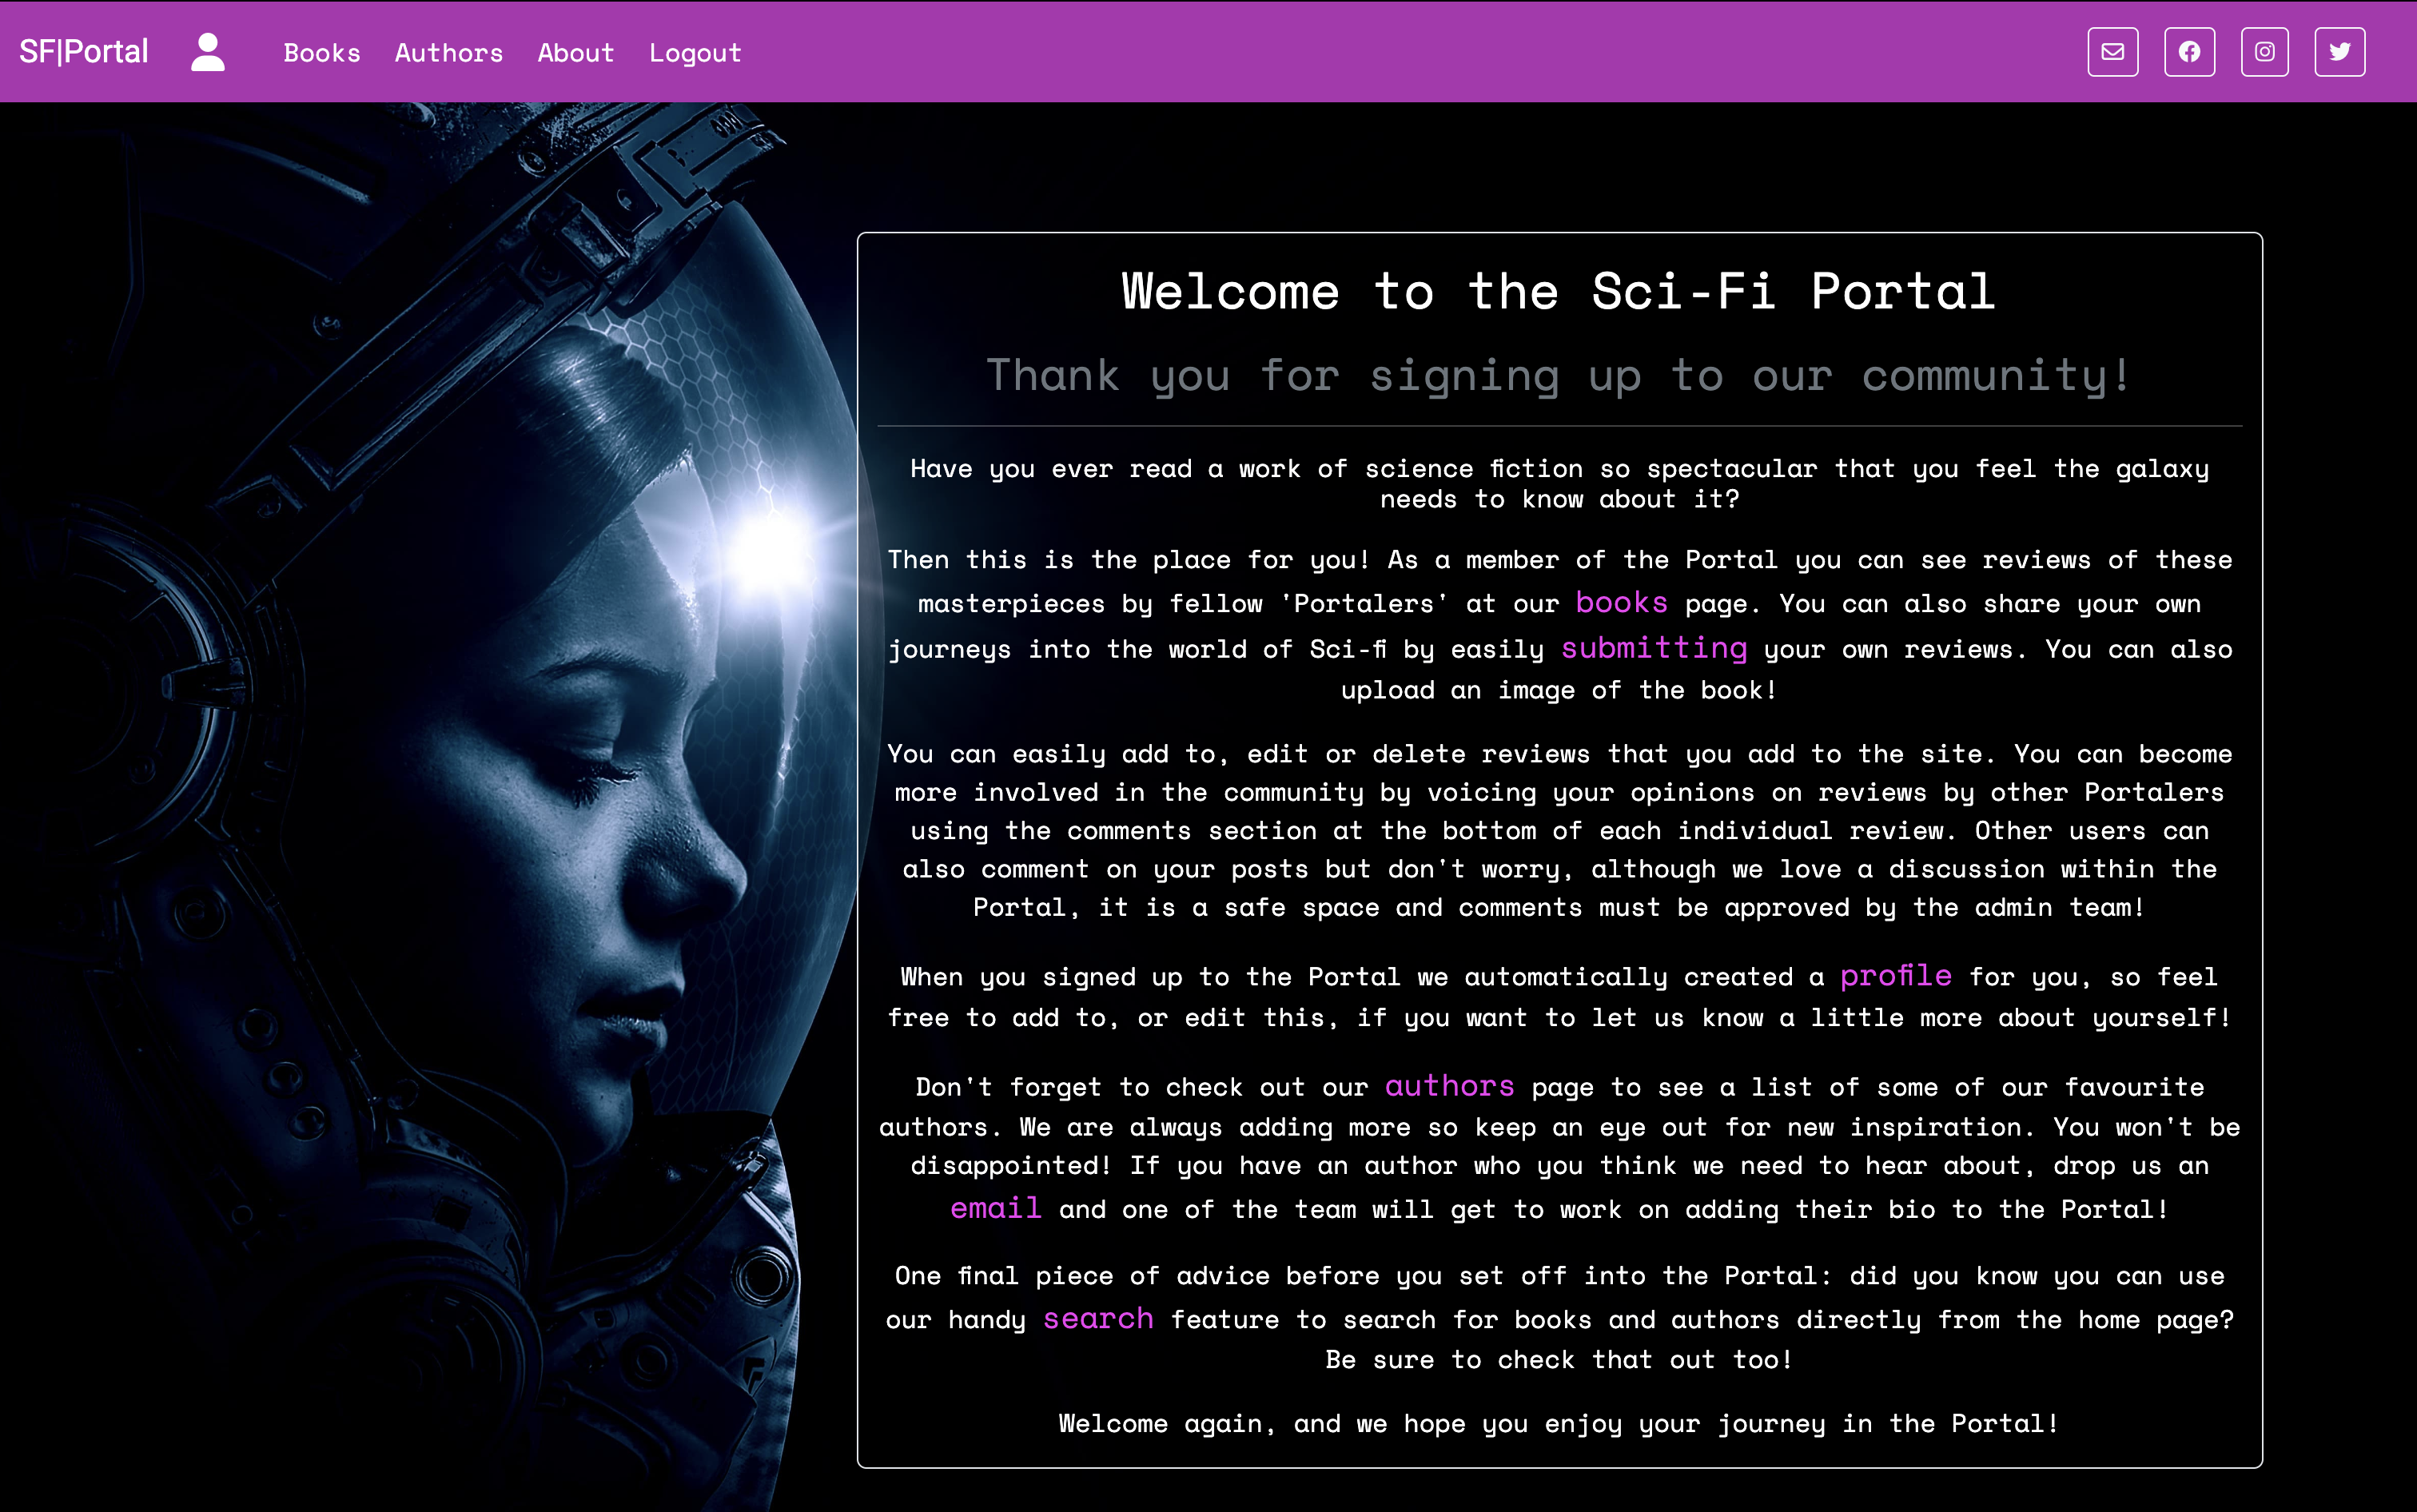 SF|Portal Books Authors About Logout
Welcome to the Sci-Fi Portal
Thank you for signing up to our community!
Have you ever read a work of science fiction so spectacular that you feel the galaxy
needs to know about it?
Then this is the place for you! As a member of the Portal you can see reviews of these
masterpieces by fellow 'Portalers' at our books page. You can also share your own
journeys into the world of Sci-fi by easily submitting your own reviews. You can also
upload an image of the book!
You can easily add to, edit or delete reviews that you add to the site. You can become
more involved in the community by voicing your opinions on reviews by other Portalers
using the comments section at the bottom of each individual review. Other users can
also comment on your posts but don't worry, although we love a discussion within the
Portal, it is a safe space and comments must be approved by the admin team!
When you signed up to the Portal we automatically created a profile for you, so feel
free to add to, or edit this, if you want to let us know a little more about yourself!
Don't forget to check out our authors page to see a list of some of our favourite
authors. We are always adding more so keep an eye out for new inspiration. You won't be
disappointed! If you have an author who you think we need to hear about, drop us an
email and one of the team will get to work on adding their bio to the Portal!
One final piece of advice before you set off into the Portal: did you know you can use
our handy search feature to search for books and authors directly from the home page?
Be sure to check that out too!
Welcome again, and we hope you enjoy your journey in the Portal!